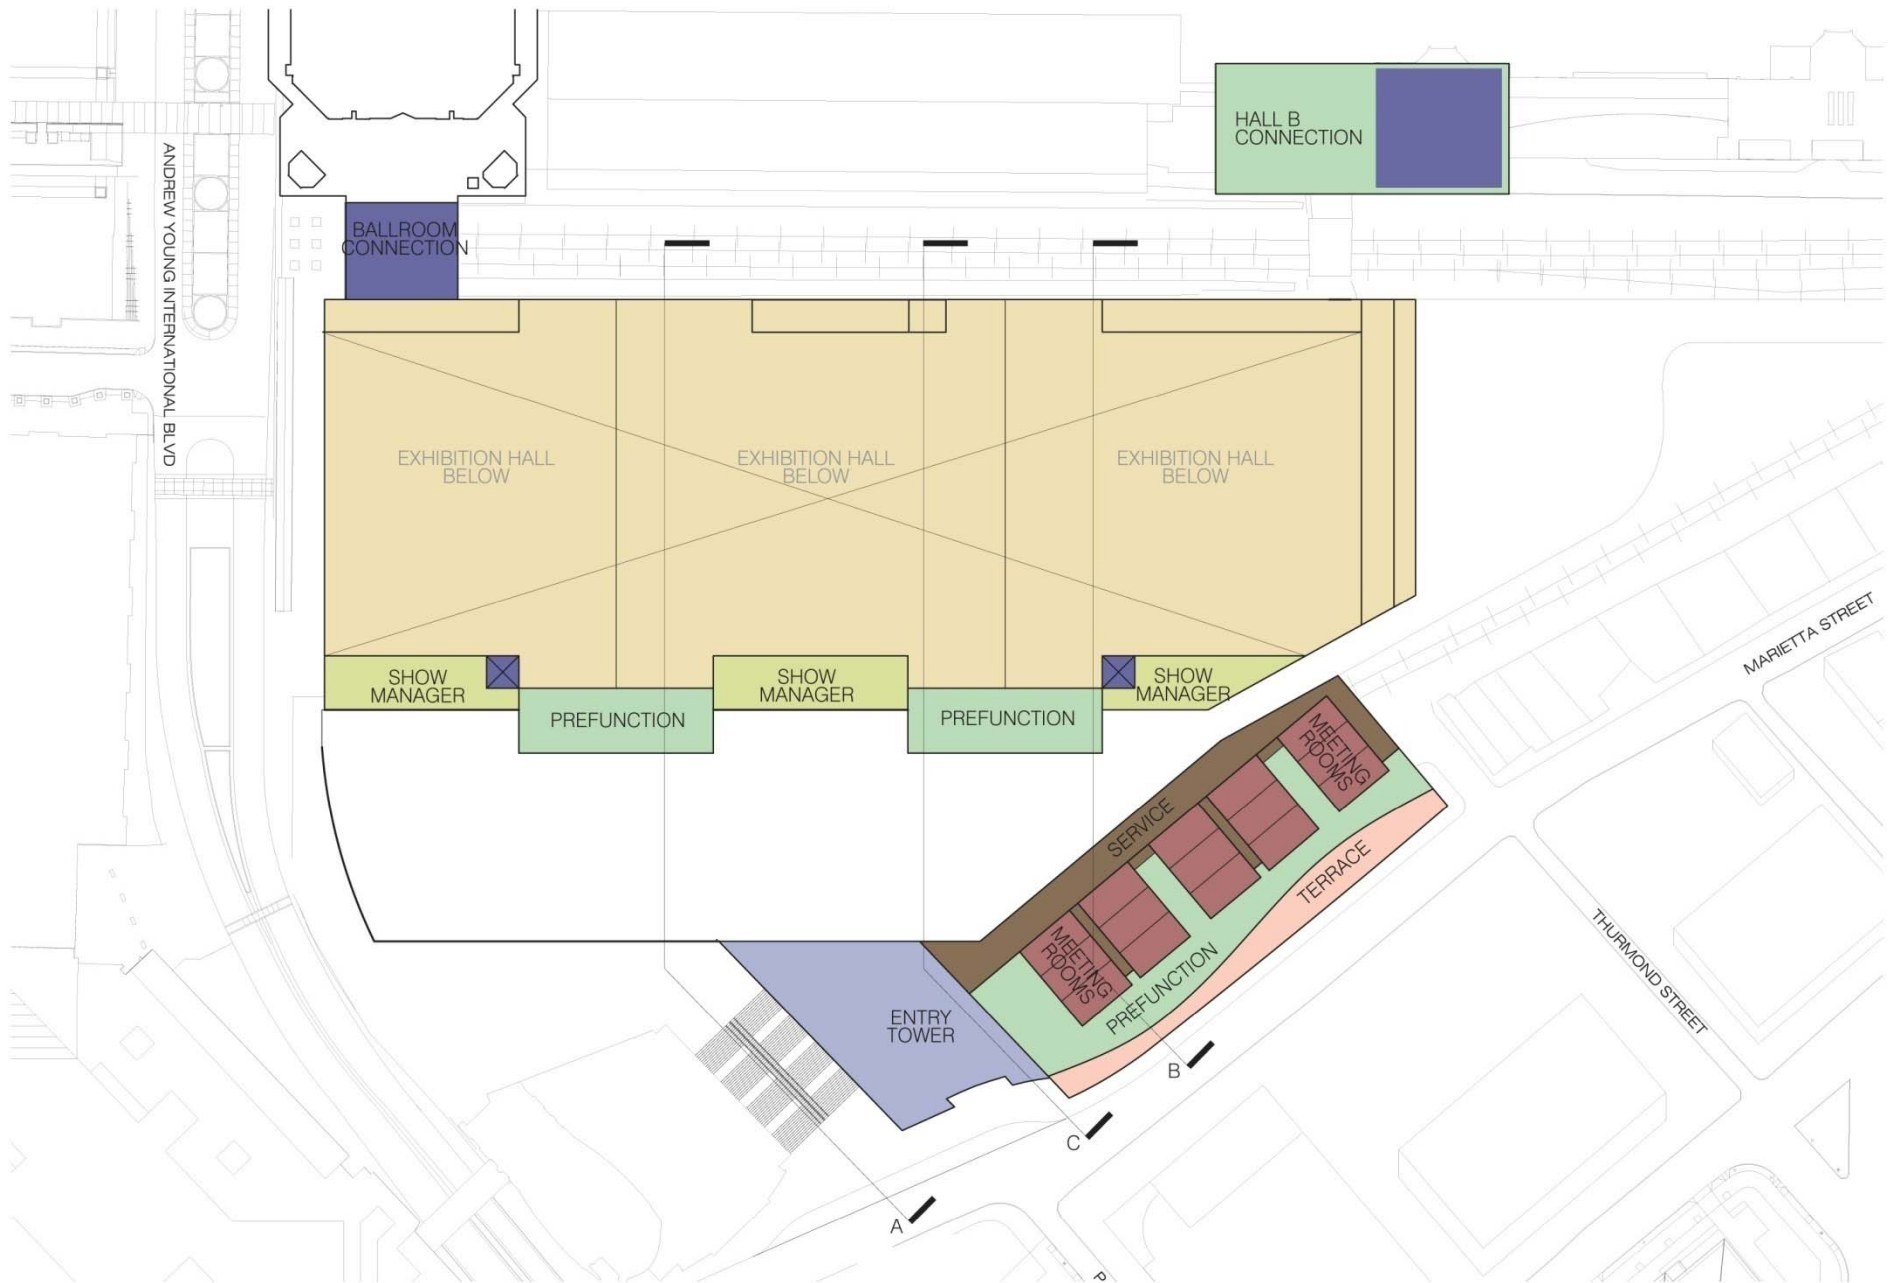 HALL B
CONNECTION
ANDREW YOUNG INTERNATIONAL BLVD
BALLROOM
CONNECTION
EXHIBITION HALL
BELOW
EXHIBITION HALL
BELOW
EXHIBITION HALL
BELOW
SHOW
MANAGER
PREFUNCTION
SHOW
MANAGER
PREFUNCTION
SHOW
MANAGER
MARIETTA STREET
MEETING
ROOMS
SERVICE
TERRACE
MEETING
ROOMS
PREFUNCTION
THURMOND STREET
ENTRY
TOWER
B
C
A
P